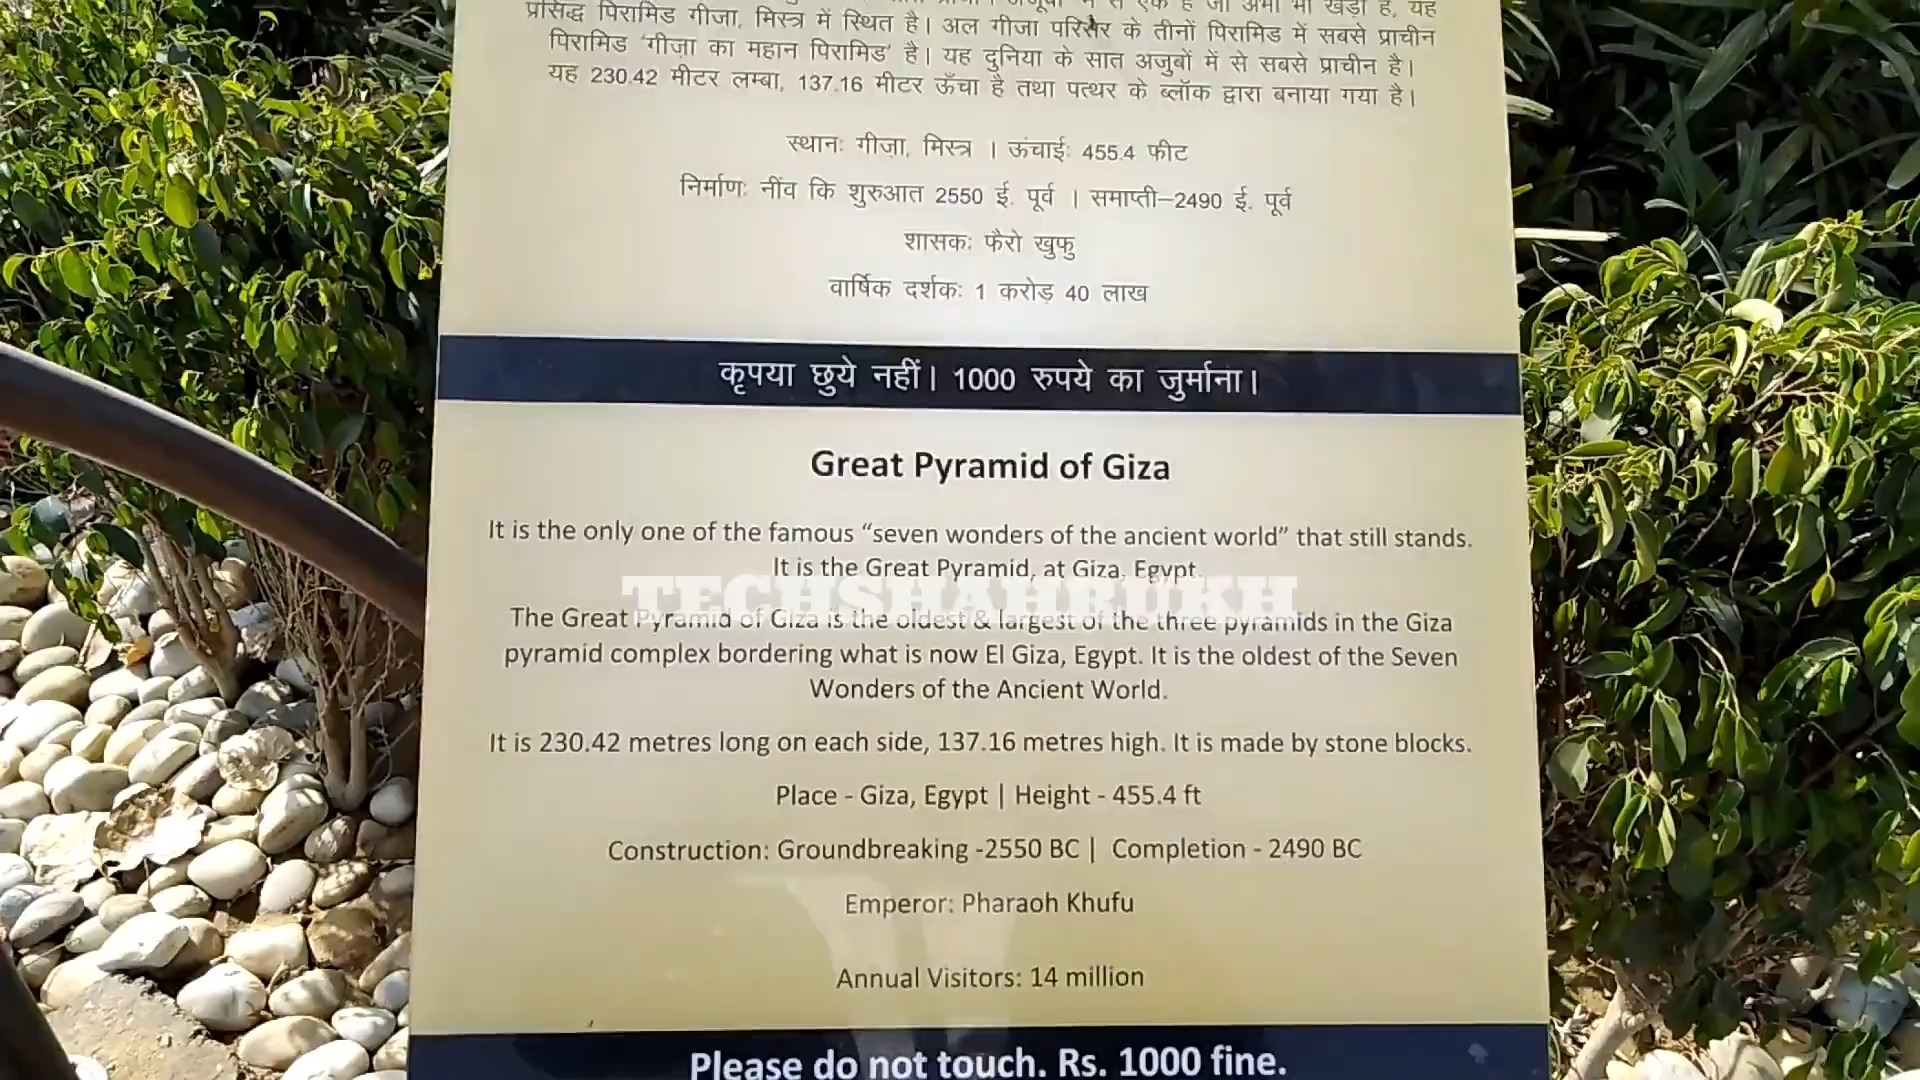 प्रसिद्ध पिरामिड गीजा, मिस्त्र में स्थित है। अल गीजा परिसर के तीनों पिरामिड में सबसे प्राचीन
पिरामिड 'गीज़ा का महान पिरामिड' है। यह दुनिया के सात अजुबों में से सबसे प्राचीन है।
यह 230.42 मीटर लम्बा, 137.16 मीटर ऊँचा है तथा पत्थर के ब्लॉक द्वारा बनाया गया है।
स्थानः गीज़ा, मिस्त्र । ऊंचाईः 455.4 फीट
निर्माणः नींव कि शुरुआत 2550 ई. पूर्व । समाप्ती–2490 ई. पूर्व
शासकः फैरो खुफु
वार्षिक दर्शकः 1 करोड़ 40 लाख
कृपया छुये नहीं। 1000 रुपये का जुर्माना।
Great Pyramid of Giza
It is the only one of the famous “seven wonders of the ancient world” that still stands.
It is the Great Pyramid, at Giza, Egypt.
TECHSHAHRUKH
The Great Pyramid of Giza is the oldest & largest of the three pyramids in the Giza
pyramid complex bordering what is now El Giza, Egypt. It is the oldest of the Seven
Wonders of the Ancient World.
It is 230.42 metres long on each side, 137.16 metres high. It is made by stone blocks.
Place - Giza, Egypt | Height - 455.4 ft
Construction: Groundbreaking -2550 BC | Completion - 2490 BC
Emperor: Pharaoh Khufu
Annual Visitors: 14 million
Please do not touch. Rs. 1000 fine.